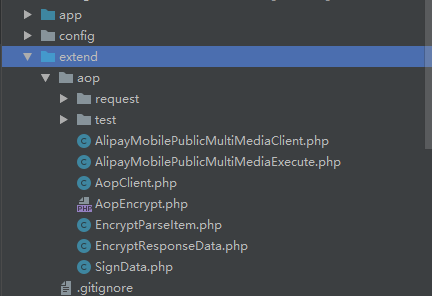 app
config
extend
aop
request
test
AlipayMobilePublicMultiMediaClient.php
AlipayMobilePublicMultiMediaExecute.php
AopClient.php
AopEncrypt.php
EncryptParseItem.php
EncryptResponseData.php
SignData.php
.gitignore